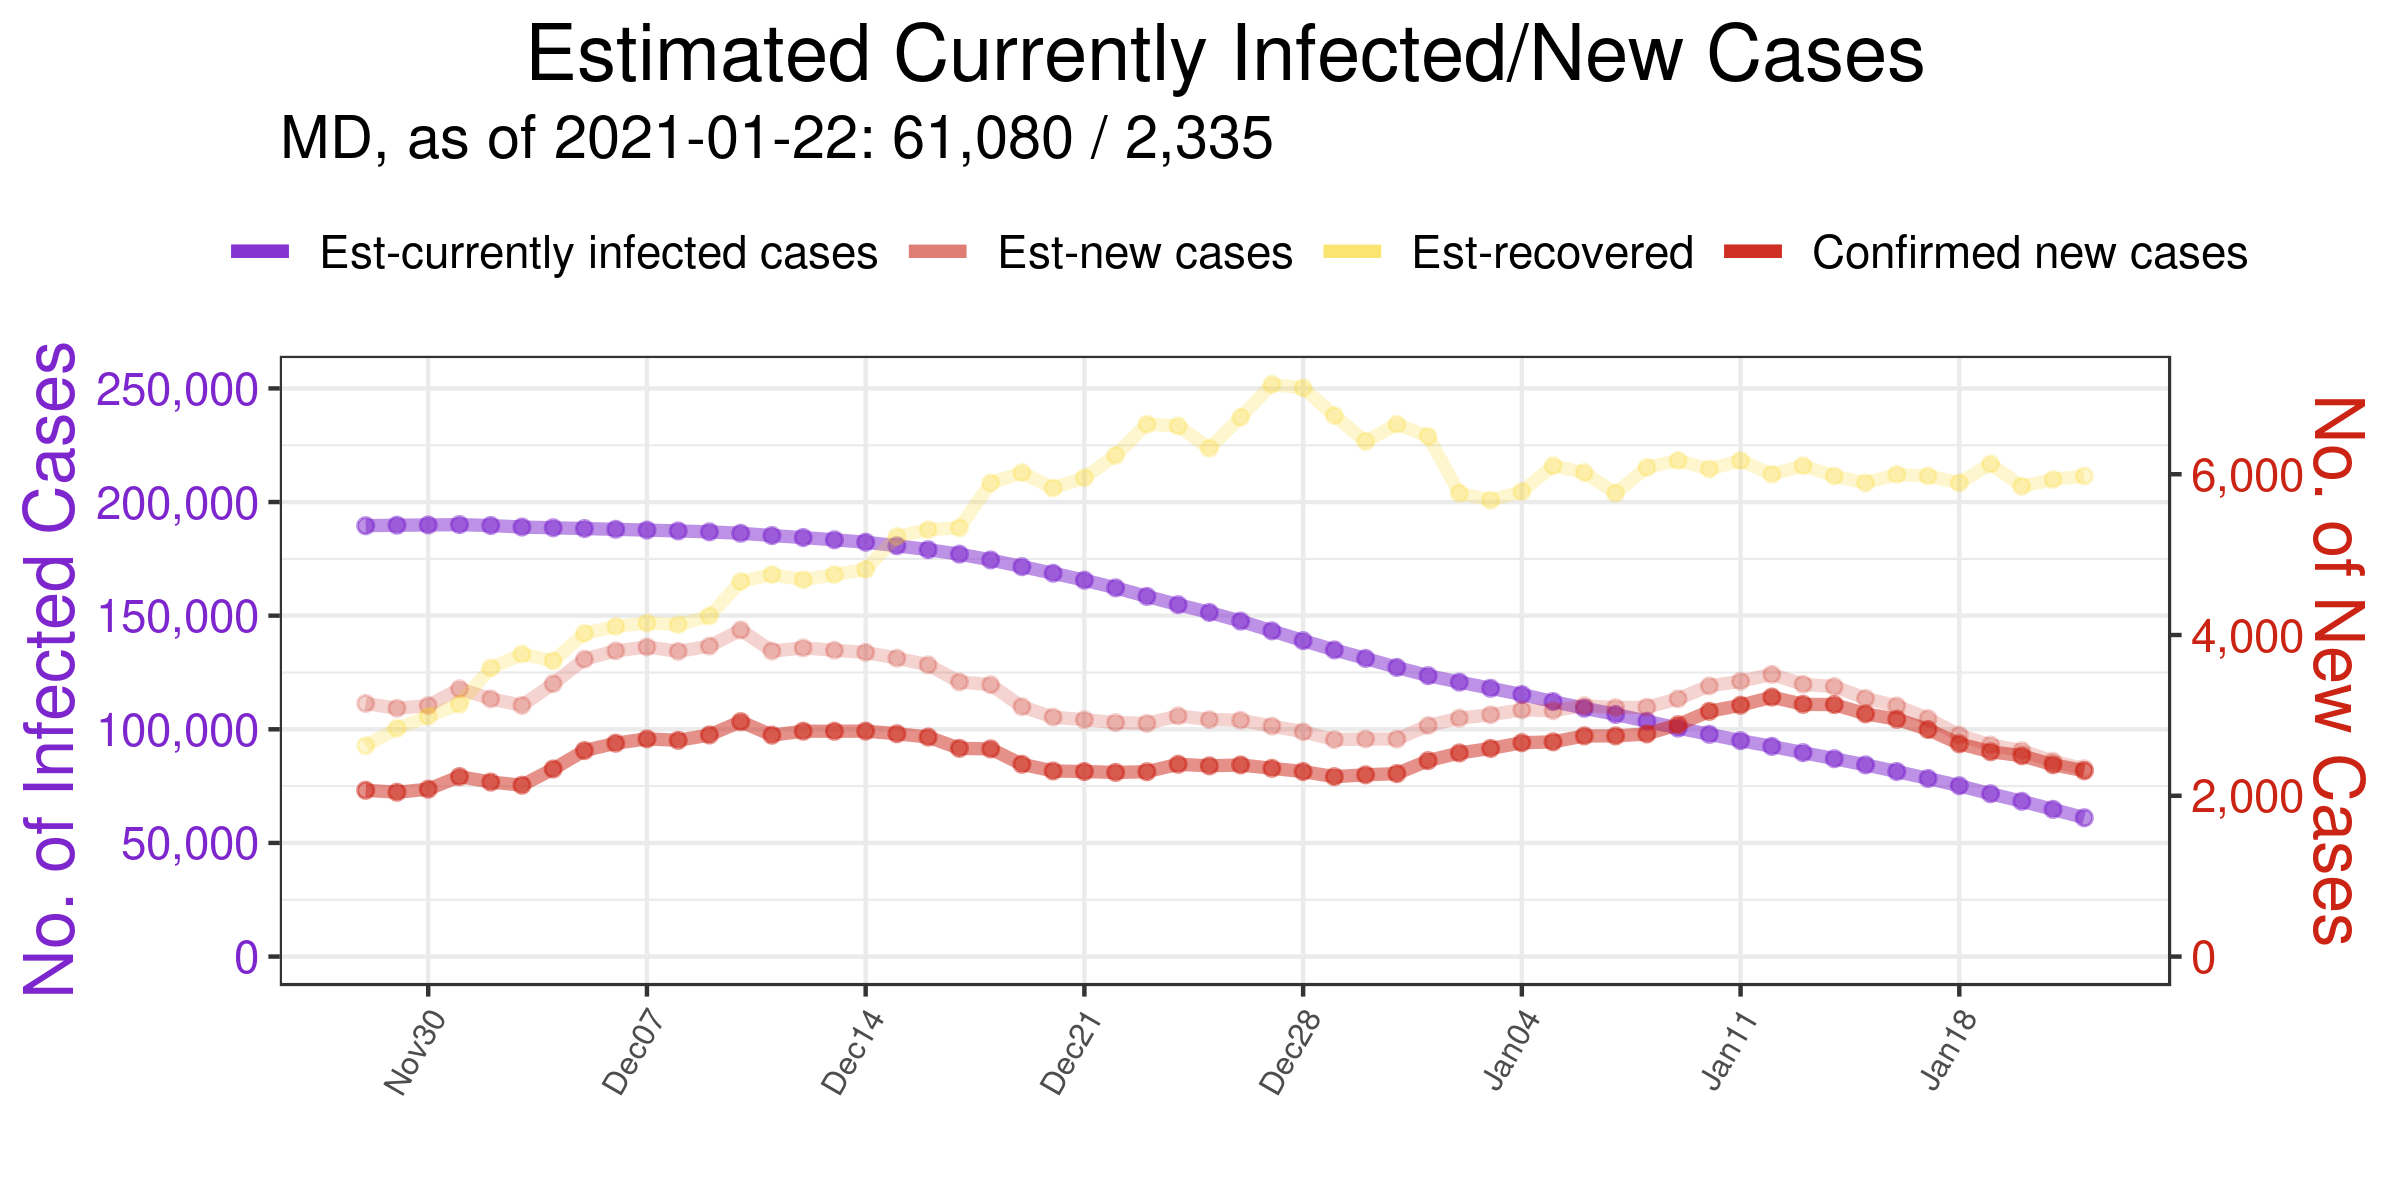 Estimated Currently Infected/New Cases
MD, as of 2021-01-22: 61,080 / 2,335
Est-currently infected cases Est-new cases Est-recovered Confirmed new cases
No. of Infected Cases
250,000
200,000
150,000
100,000
50,000
0
6,000
4,000
2,000
0
No. of New Cases
Nov30 Dec07 Dec14 Dec21 Dec28 Jan04 Jan11 Jan18